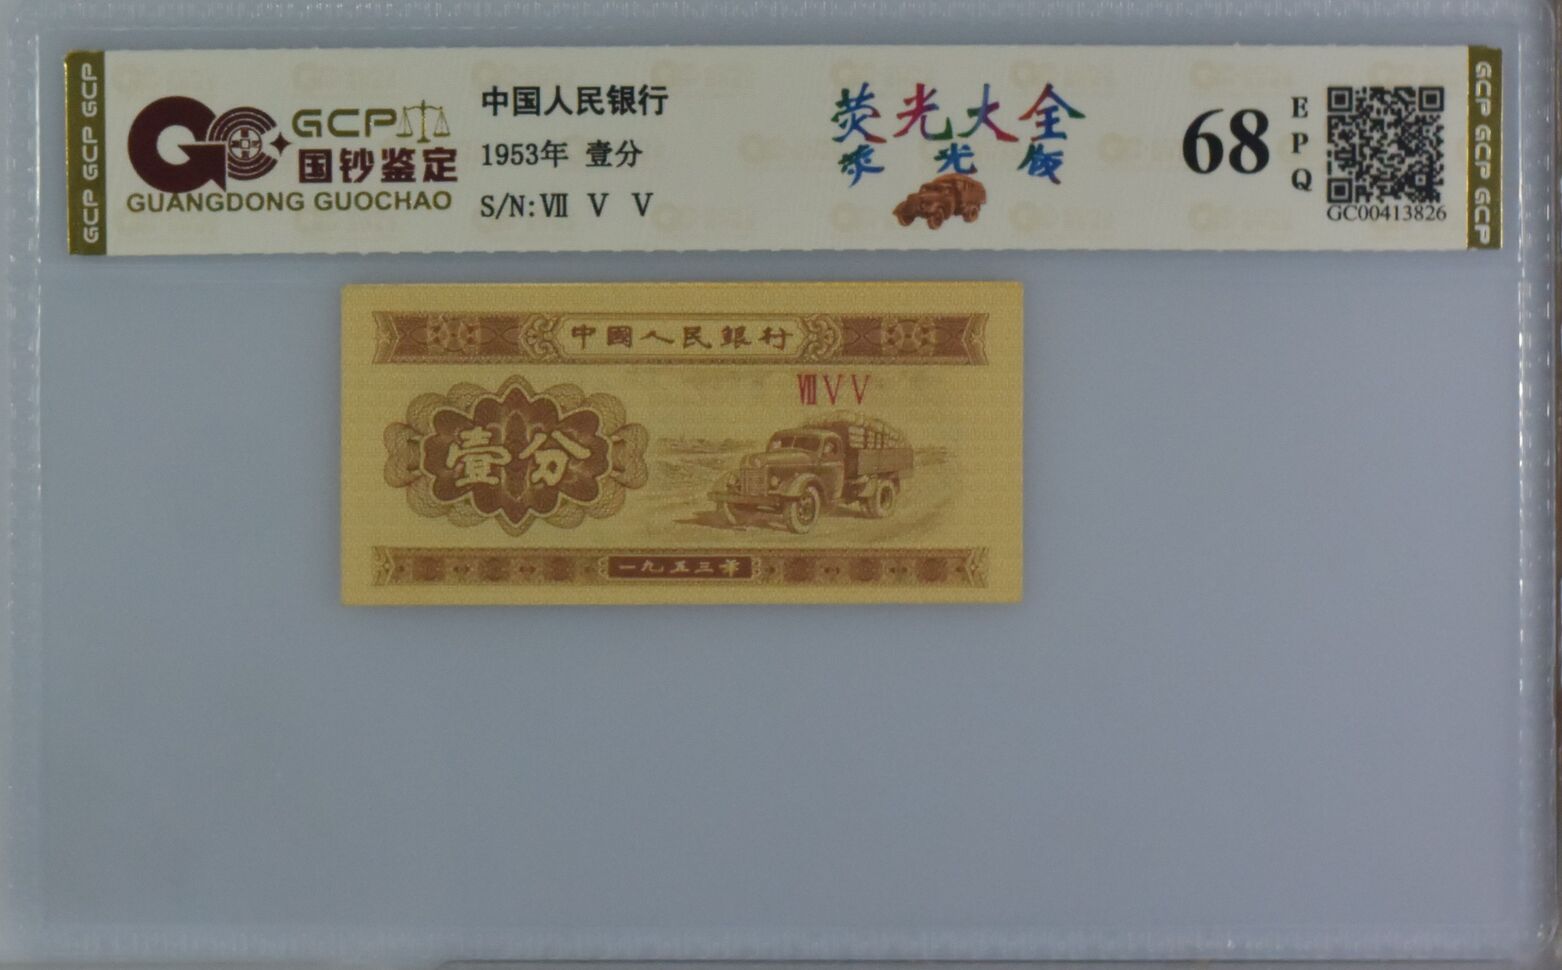 GCP GCP GCP
GCP
国钞鉴定
GUANGDONG GUOCHAO
中国人民银行
1953年 壹分
S/N: Ⅶ Ⅴ Ⅴ
荧光大全
荧光版
68
EPQ
GC00413826
GCP GCP GCP
中國人民銀行
ⅦⅤⅤ
壹分
一九五三年